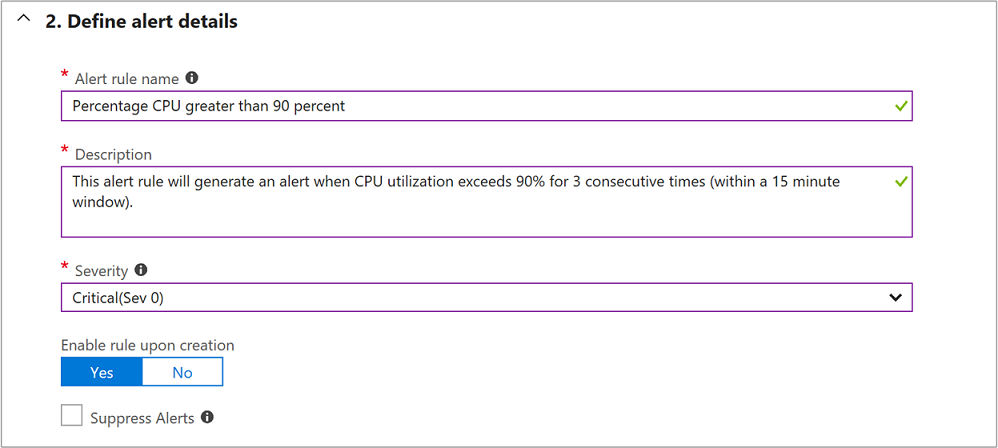 2. Define alert details
* Alert rule name
Percentage CPU greater than 90 percent
* Description
This alert rule will generate an alert when CPU utilization exceeds 90% for 3 consecutive times (within a 15 minute
window).
* Severity
Critical(Sev 0)
Enable rule upon creation
Yes No
Suppress Alerts